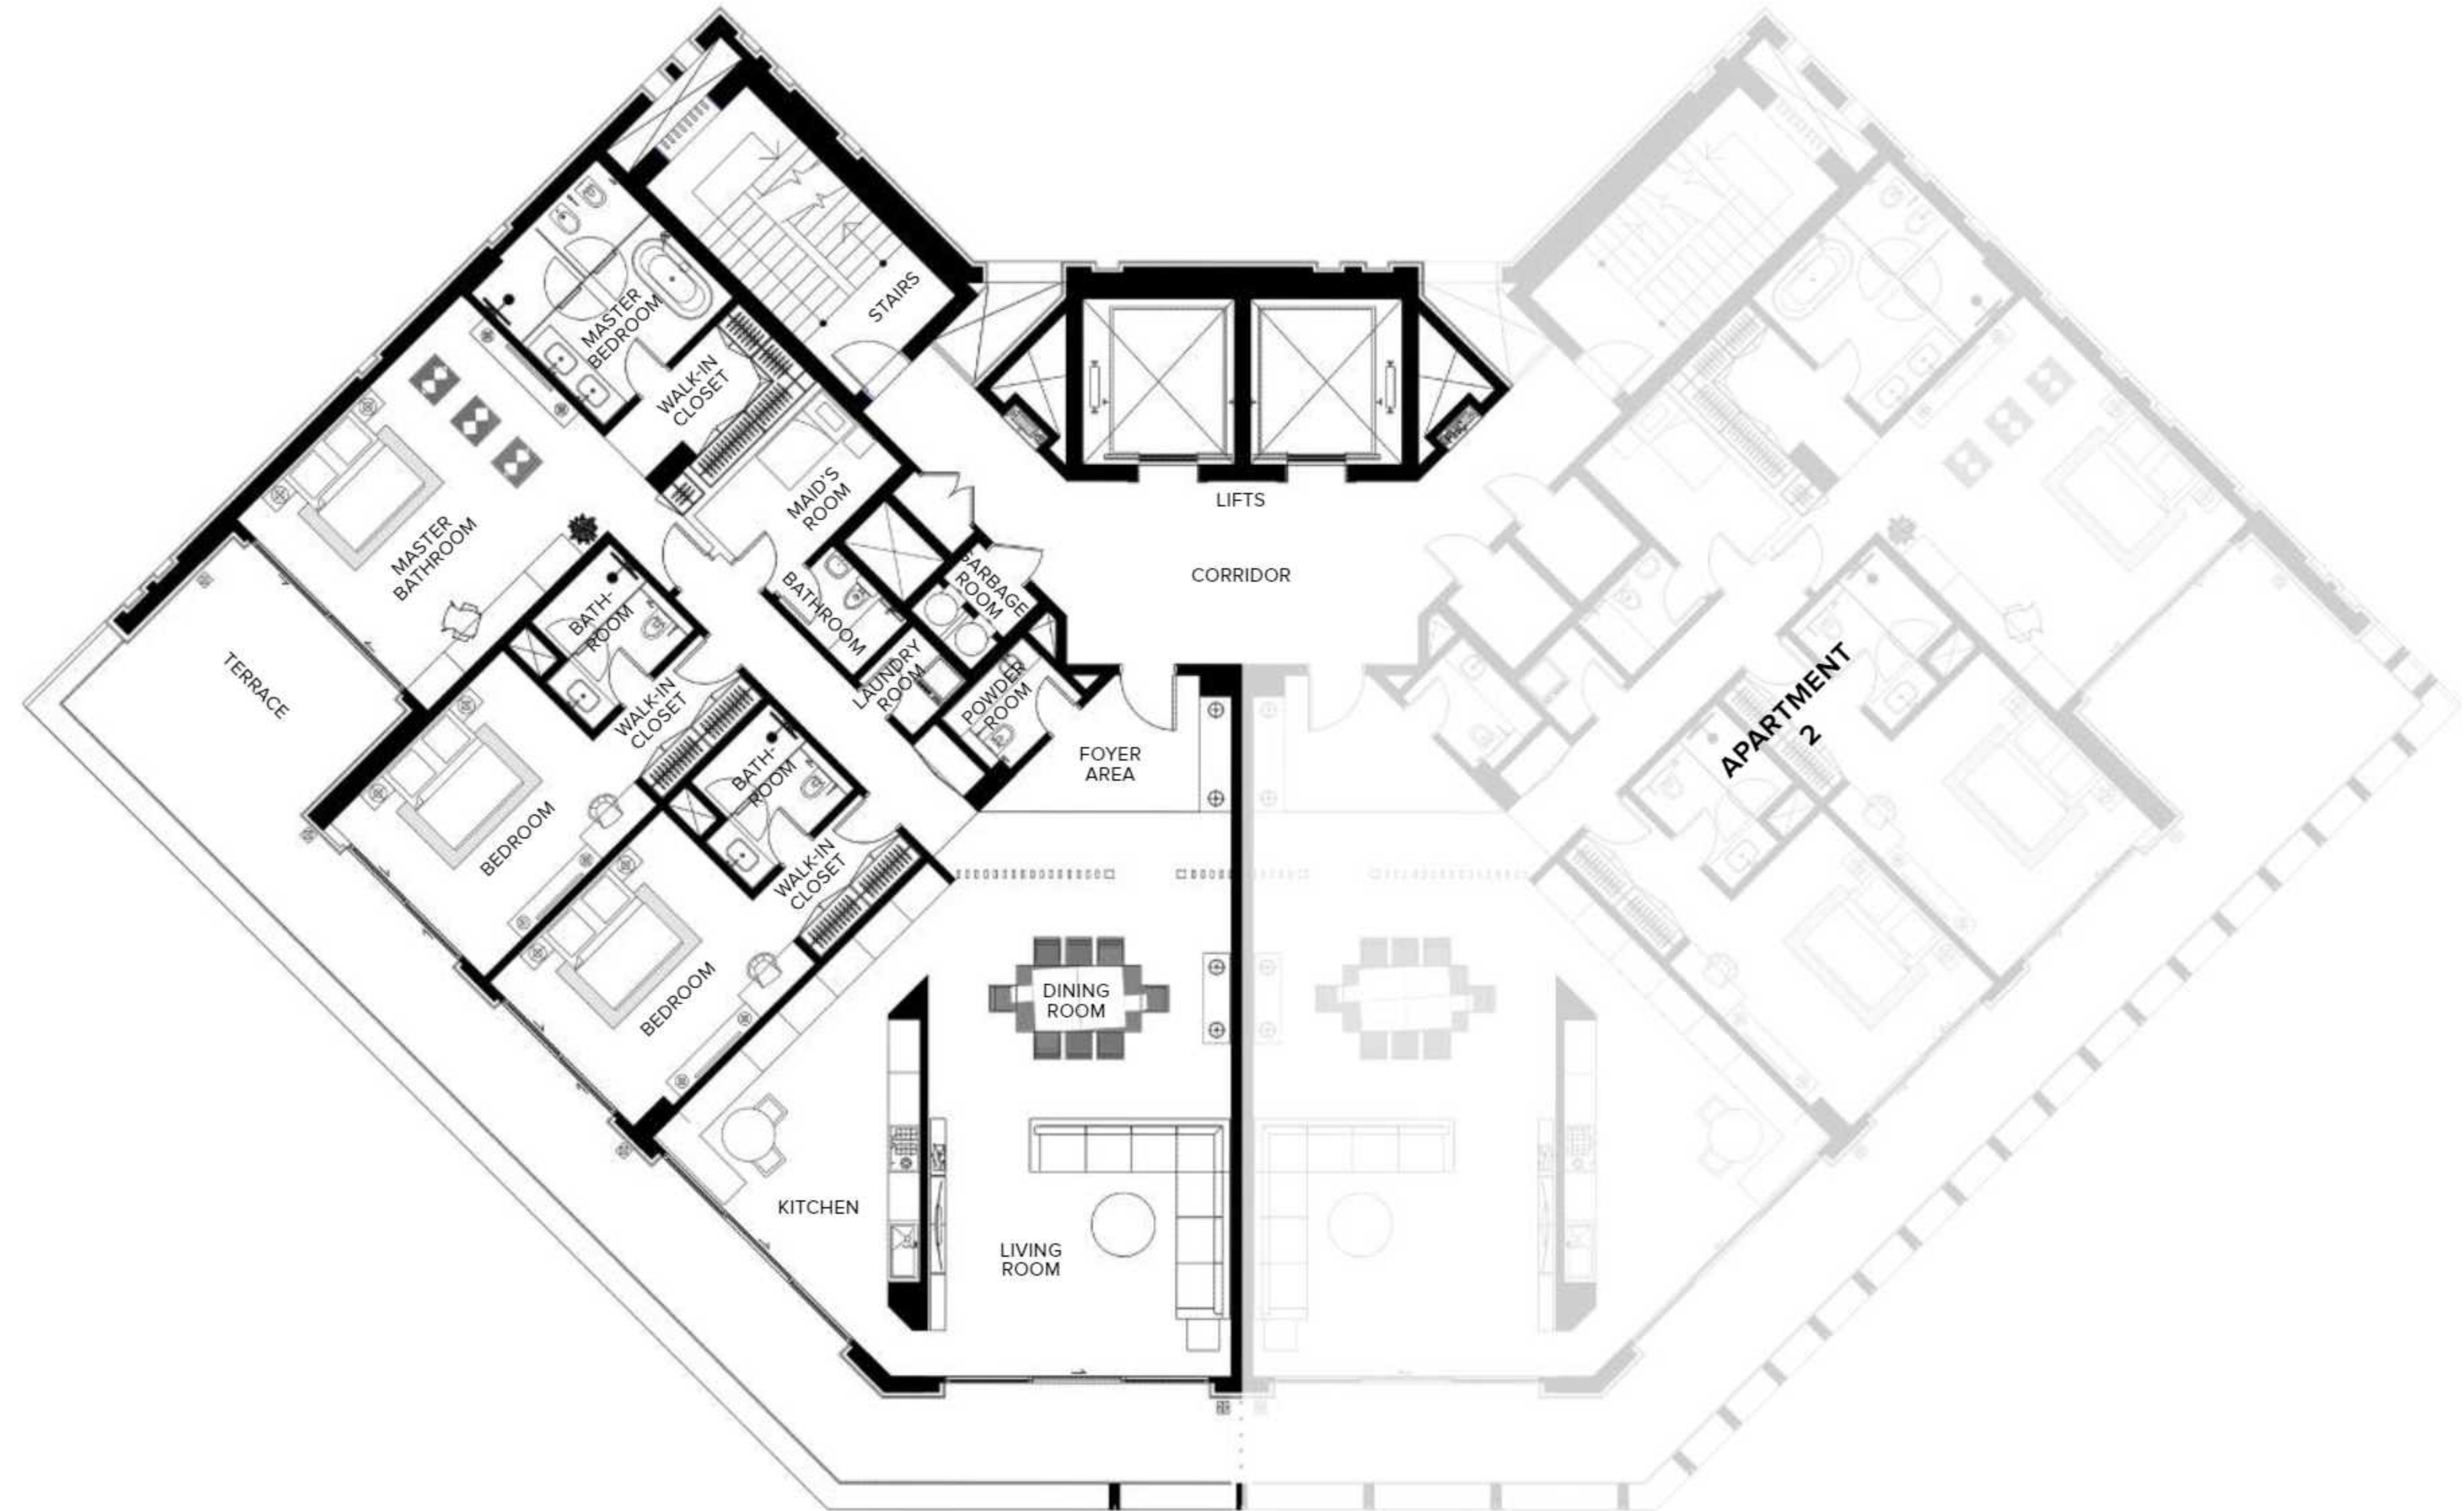 STAIRS
MASTER
BEDROOM
WALK-IN
CLOSET
MAID'S
ROOM
LIFTS
CORRIDOR
MASTER
BATHROOM
BATHROOM
GARBAGE
ROOM
BATH-
ROOM
TERRACE
WALK-IN
CLOSET
LAUNDRY
ROOM
POWDER
ROOM
FOYER
AREA
BATH-
ROOM
BEDROOM
WALK-IN
CLOSET
BEDROOM
DINING
ROOM
KITCHEN
LIVING
ROOM
APARTMENT
2